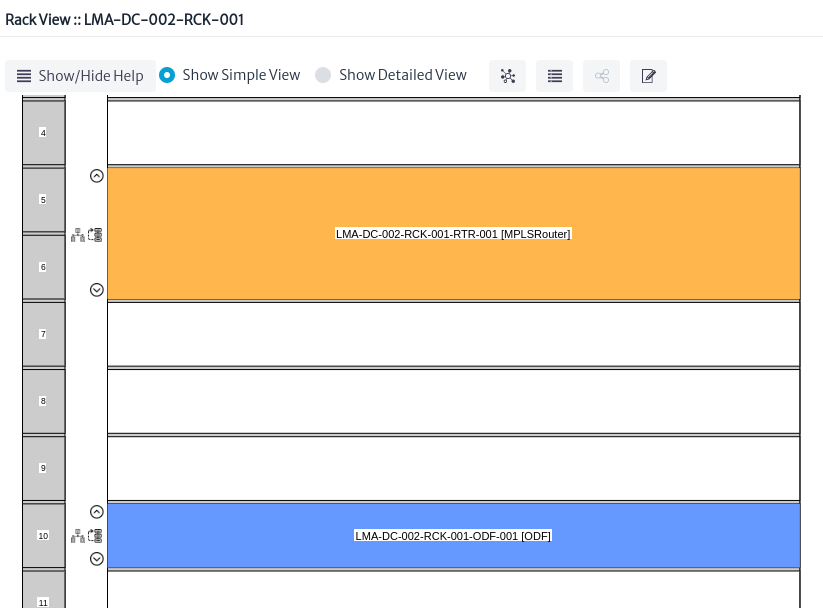 Rack View :: LMA-DC-002-RCK-001
Show/Hide Help
Show Simple View
Show Detailed View
4
5
LMA-DC-002-RCK-001-RTR-001 [MPLSRouter]
6
7
8
9
10
LMA-DC-002-RCK-001-ODF-001 [ODF]
11